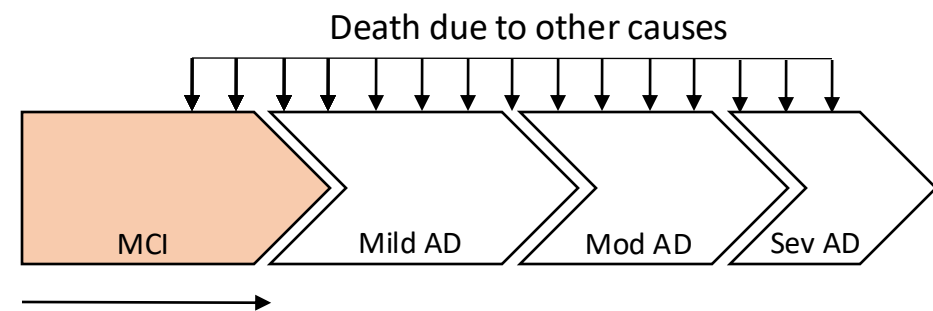 Death due to other causes
MCI
Mild AD
Mod AD
Sev AD